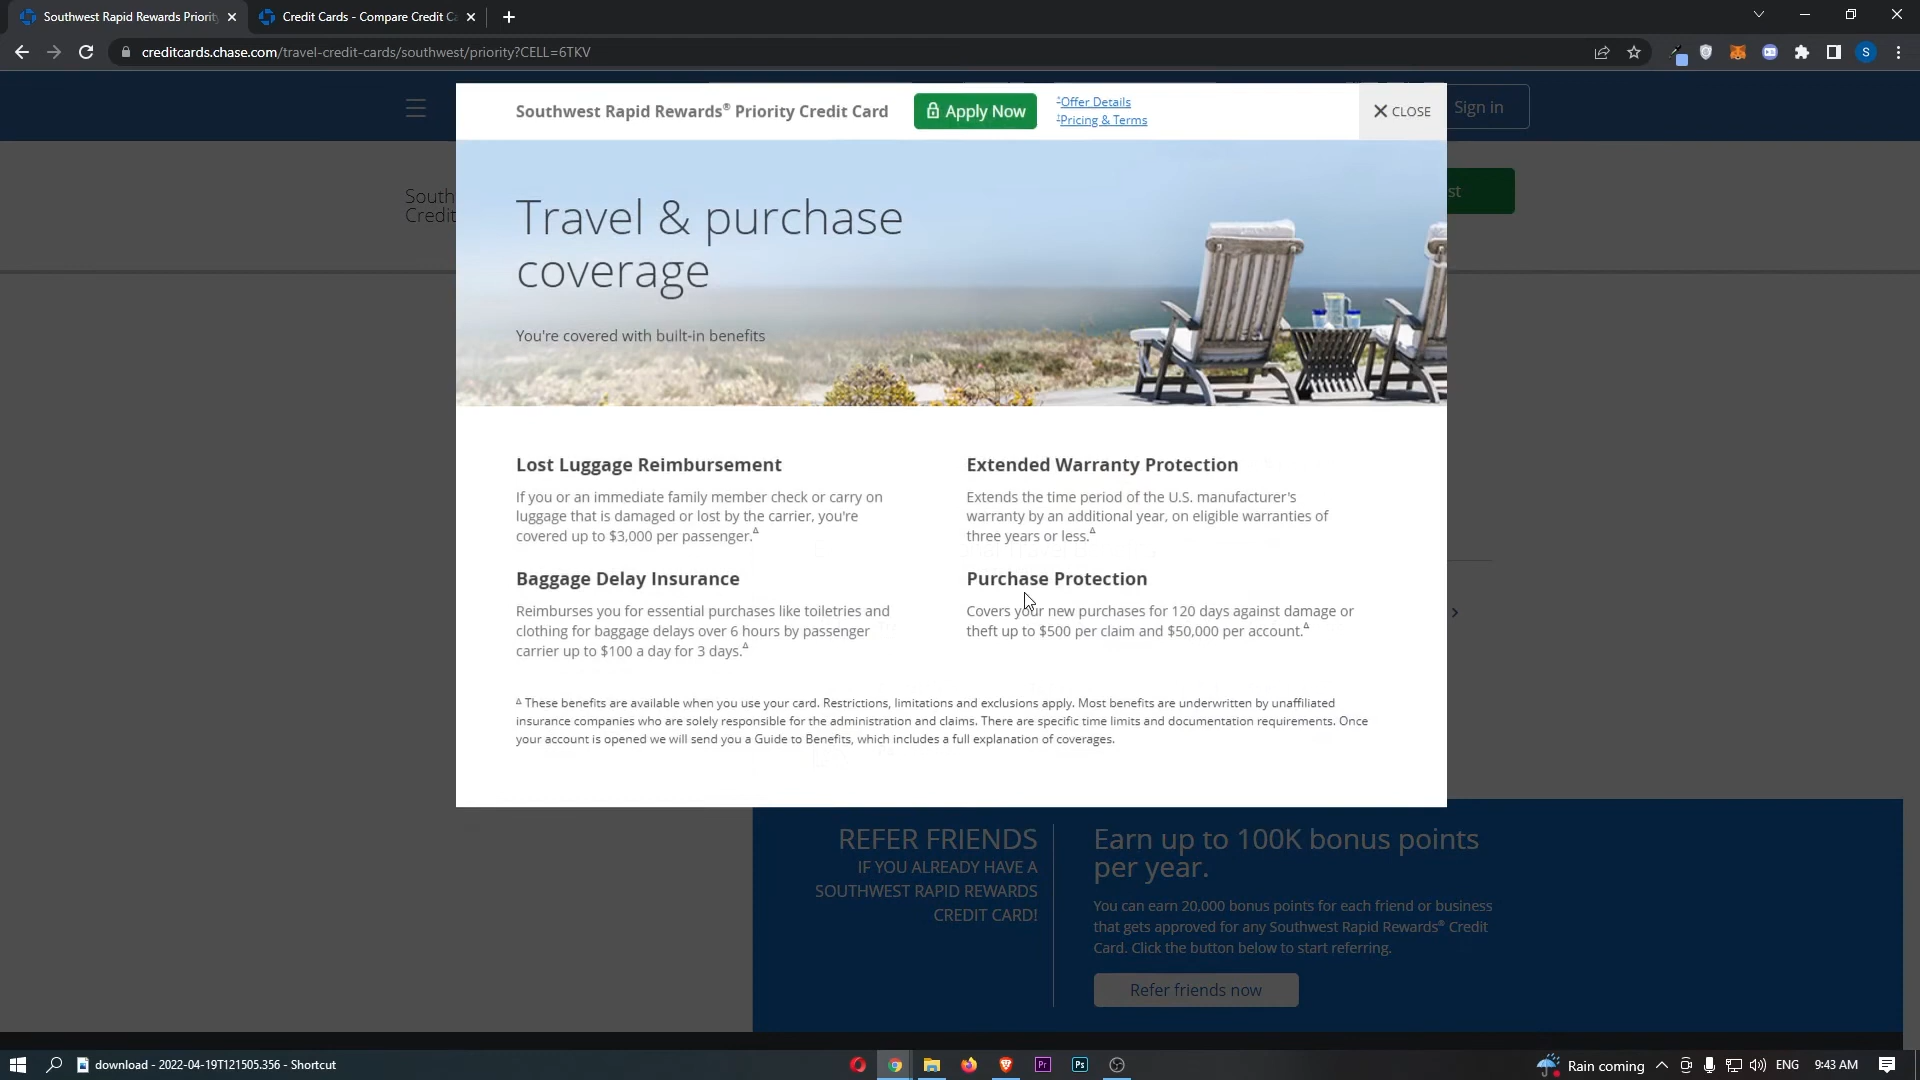 Southwest Rapid Rewards Priority
Credit Cards - Compare Credit Ca
creditcards.chase.com/travel-credit-cards/southwest/priority?CELL=6TKV
S
Southwest Rapid Rewards® Priority Credit Card
Apply Now
^Offer Details
†Pricing & Terms
CLOSE
Sign in
South
Credit
st
Travel & purchase
coverage
You're covered with built-in benefits
Lost Luggage Reimbursement
If you or an immediate family member check or carry on
luggage that is damaged or lost by the carrier, you're
covered up to $3,000 per passenger.Δ
Baggage Delay Insurance
Reimburses you for essential purchases like toiletries and
clothing for baggage delays over 6 hours by passenger
carrier up to $100 a day for 3 days.Δ
Extended Warranty Protection
Extends the time period of the U.S. manufacturer's
warranty by an additional year, on eligible warranties of
three years or less.Δ
Purchase Protection
Covers your new purchases for 120 days against damage or
theft up to $500 per claim and $50,000 per account.Δ
Δ These benefits are available when you use your card. Restrictions, limitations and exclusions apply. Most benefits are underwritten by unaffiliated
insurance companies who are solely responsible for the administration and claims. There are specific time limits and documentation requirements. Once
your account is opened we will send you a Guide to Benefits, which includes a full explanation of coverages.
REFER FRIENDS
IF YOU ALREADY HAVE A
SOUTHWEST RAPID REWARDS
CREDIT CARD!
Earn up to 100K bonus points
per year.
You can earn 20,000 bonus points for each friend or business
that gets approved for any Southwest Rapid Rewards® Credit
Card. Click the button below to start referring.
Refer friends now
download - 2022-04-19T121505.356 - Shortcut
Pr
Ps
Rain coming
ENG
9:43 AM